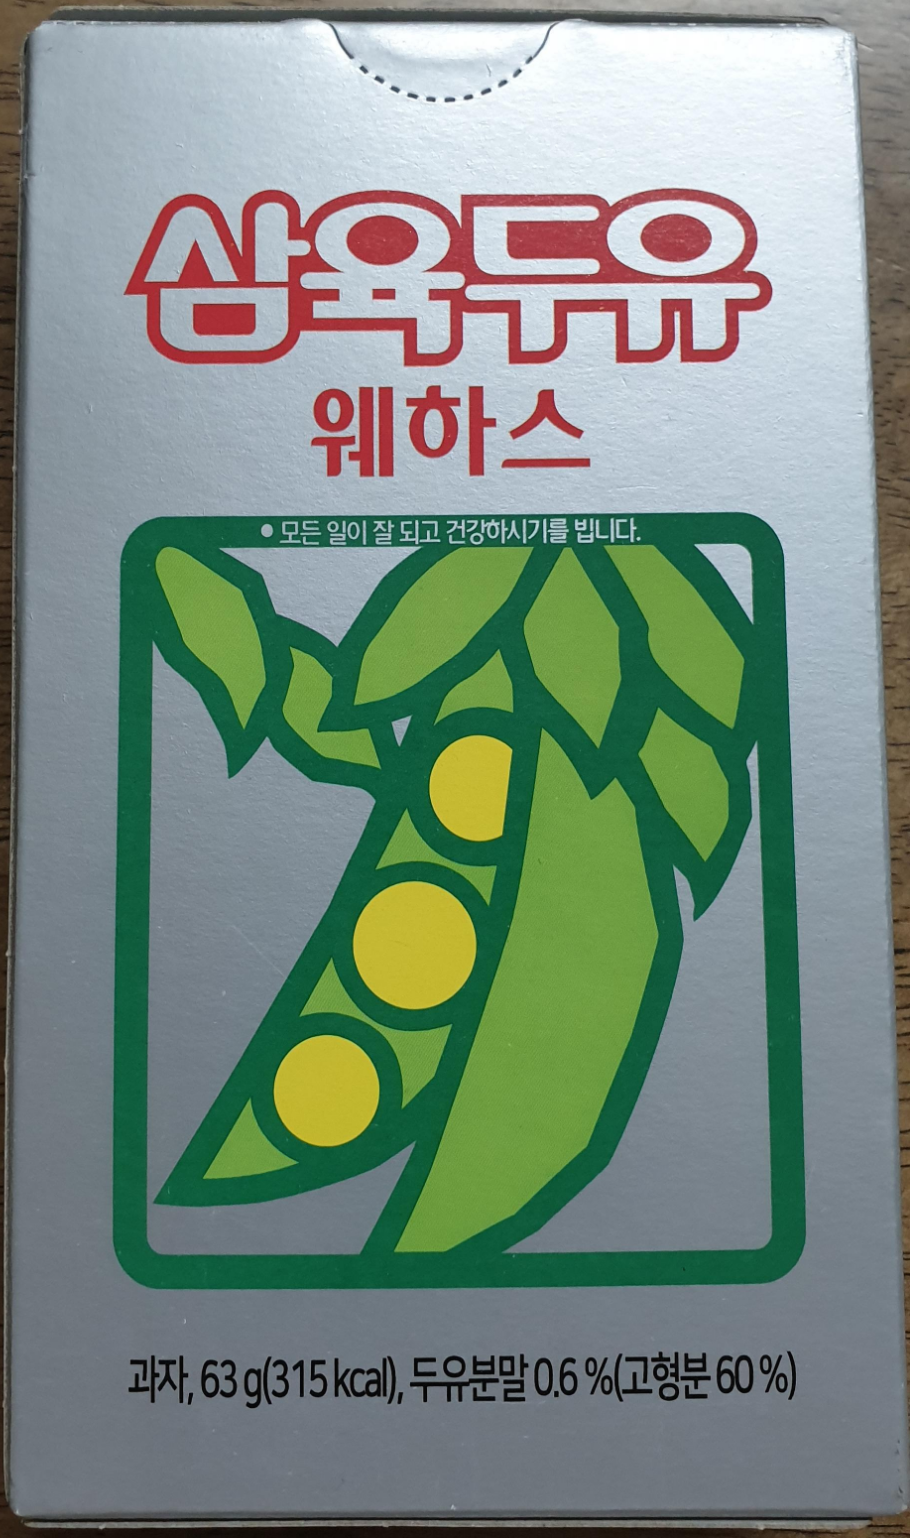 삼육두유
웨하스
• 모든 일이 잘 되고 건강하시기를 빕니다.
과자, 63 g(315 kcal), 두유분말 0.6 %(고형분 60 %)